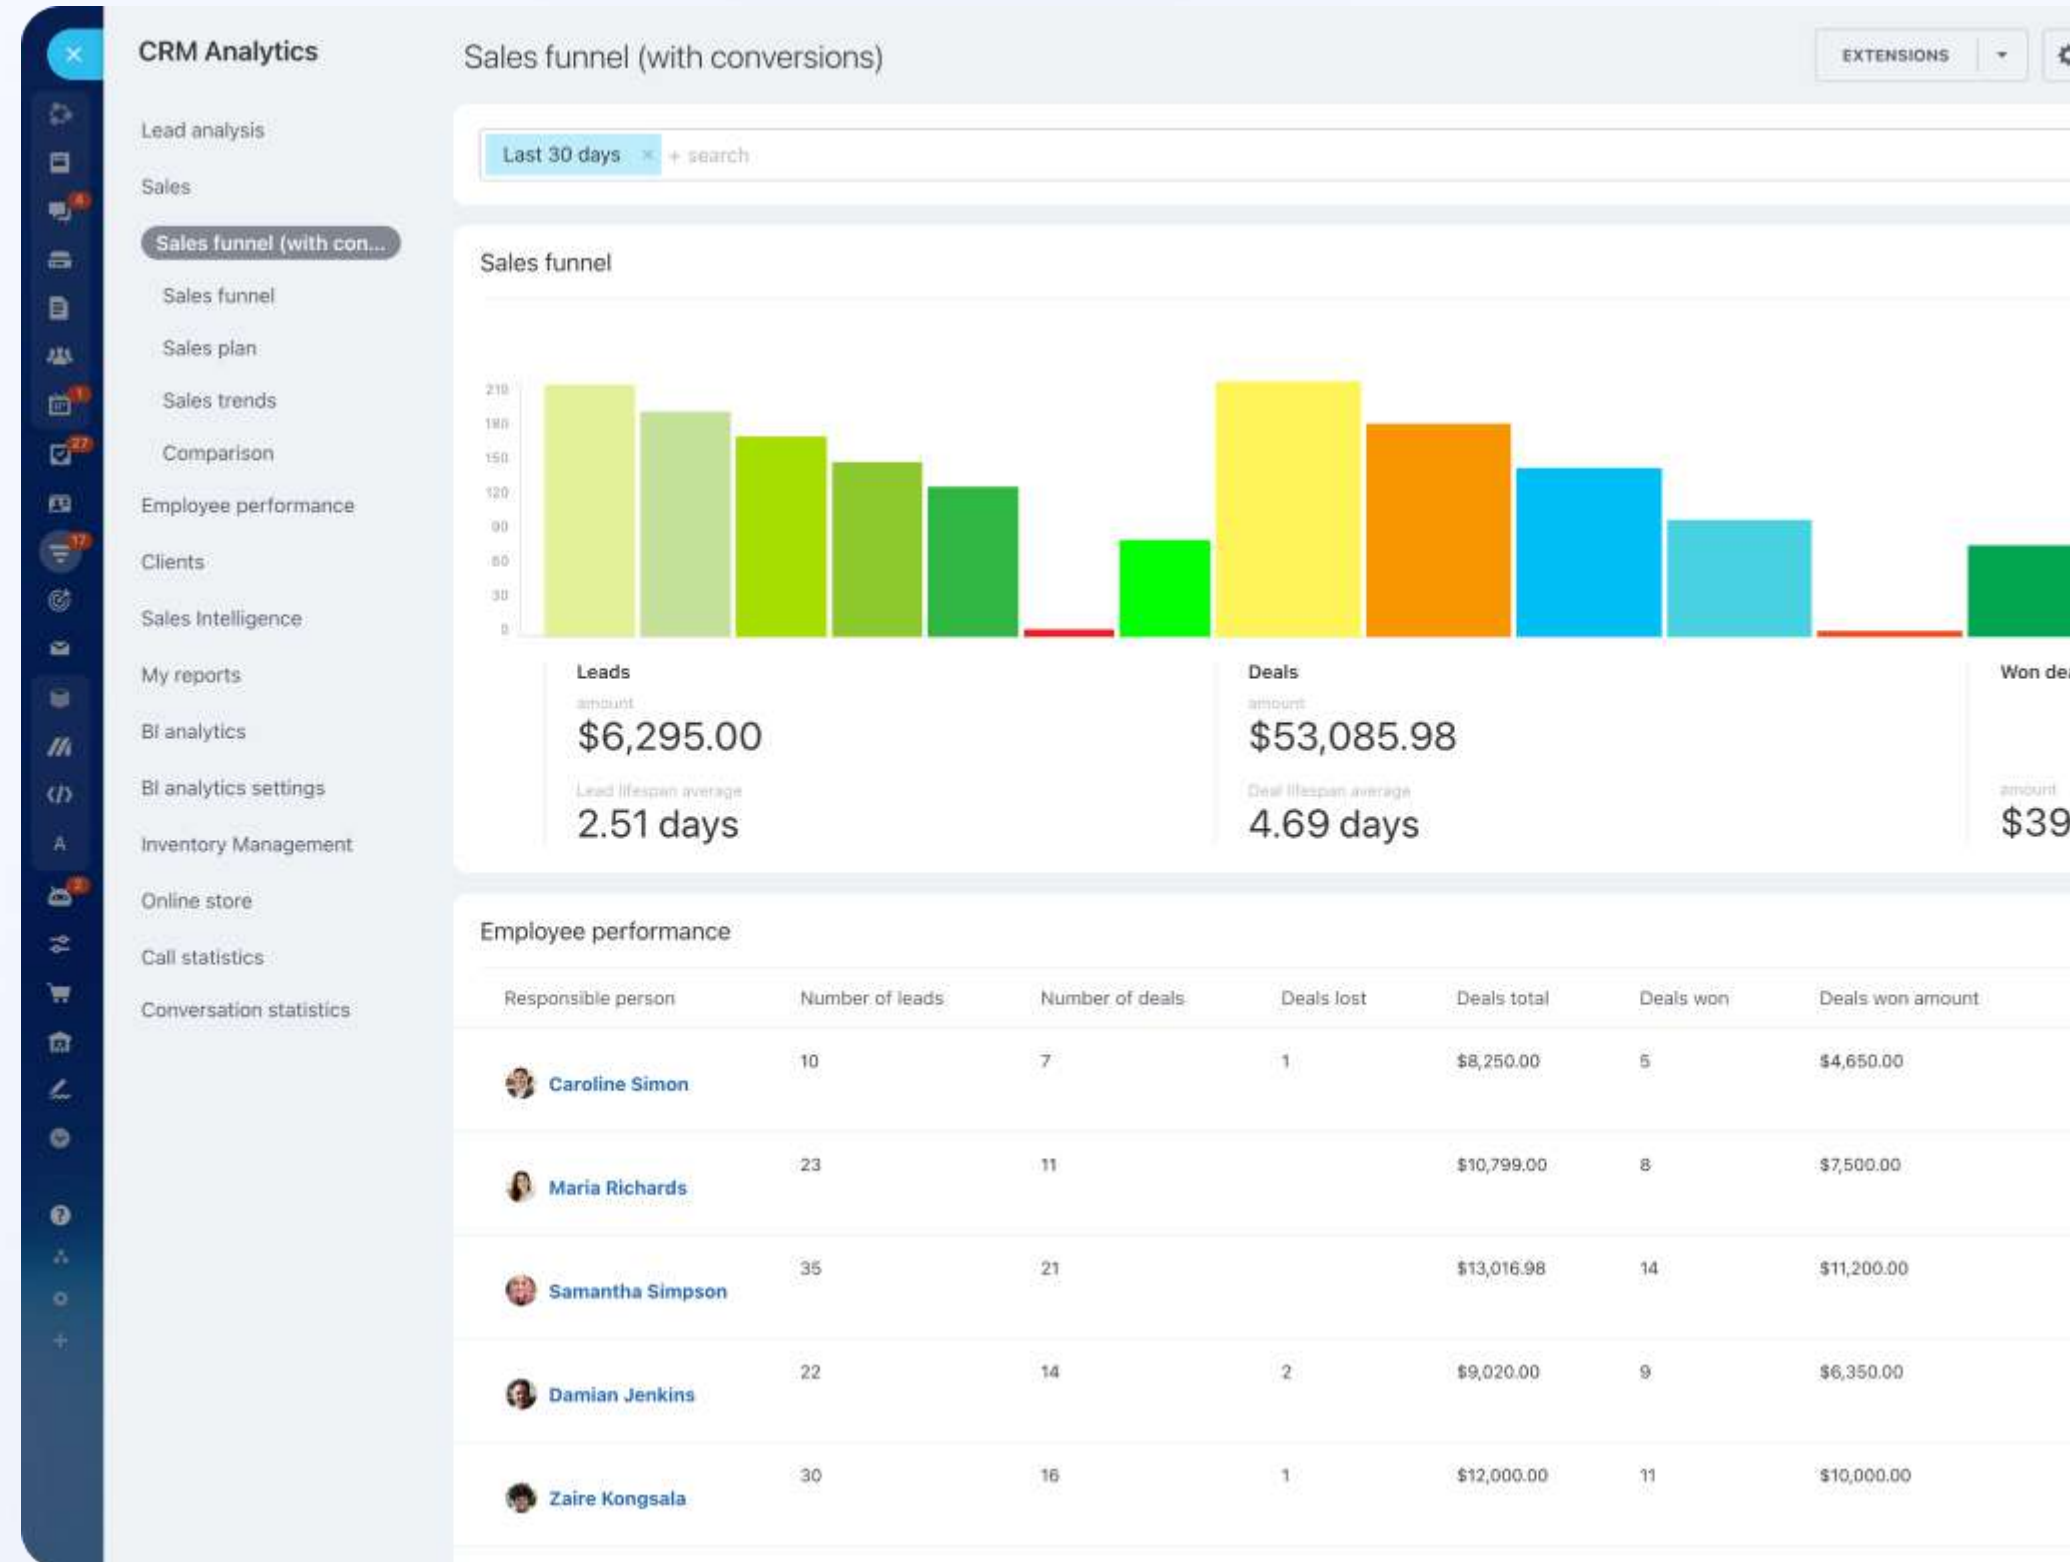 CRM Analytics
Lead analysis
Sales
Sales funnel (with con...
Sales funnel
Sales plan
Sales trends
Comparison
Employee performance
Clients
Sales Intelligence
My reports
BI analytics
BI analytics settings
Inventory Management
Online store
Call statistics
Conversation statistics
4
1
27
17
A
2
Sales funnel (with conversions)
EXTENSIONS
Last 30 days × + search
Sales funnel
210
180
150
120
90
60
30
0
Leads
amount
$6,295.00
Lead lifespan average
2.51 days
Deals
amount
$53,085.98
Deal lifespan average
4.69 days
Won dea
amount
$39
Employee performance
Responsible person Number of leads Number of deals Deals lost Deals total Deals won Deals won amount
Caroline Simon 10 7 1 $8,250.00 5 $4,650.00
Maria Richards 23 11 $10,799.00 8 $7,500.00
Samantha Simpson 35 21 $13,016.98 14 $11,200.00
Damian Jenkins 22 14 2 $9,020.00 9 $6,350.00
Zaire Kongsala 30 16 1 $12,000.00 11 $10,000.00